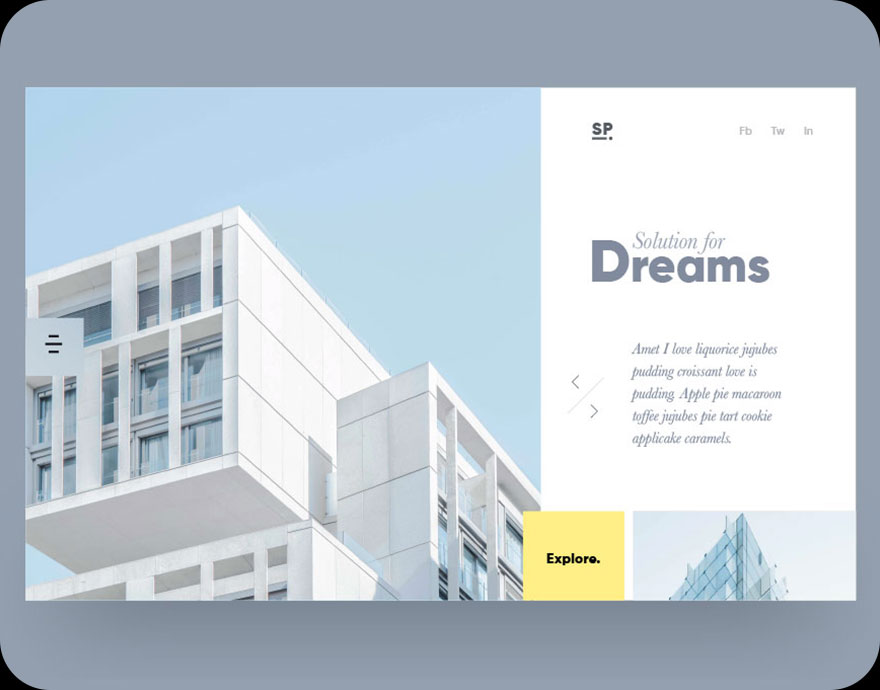 SP.
Fb Tw In
Solution for
Dreams
Amet I love liquorice jujubes
pudding croissant love is
pudding. Apple pie macaroon
toffee jujubes pie tart cookie
applicake caramels.
Explore.